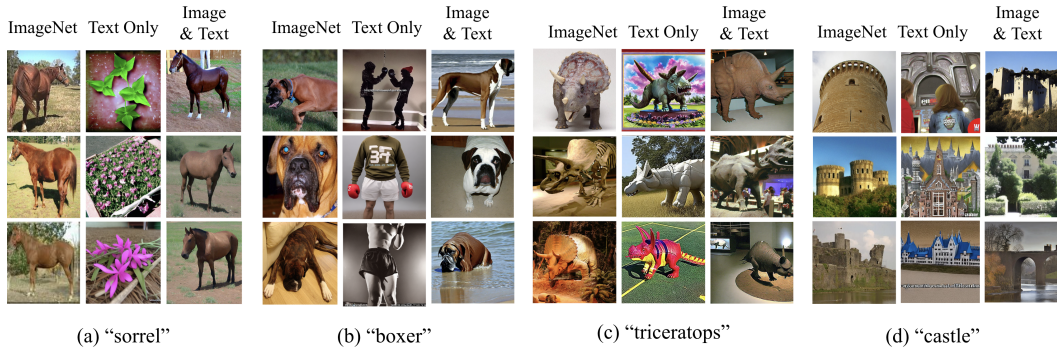 ImageNet Text Only Image & Text
ImageNet Text Only Image & Text
ImageNet Text Only Image & Text
ImageNet Text Only Image & Text
34
(a) “sorrel”
(b) “boxer”
(c) “triceratops”
(d) “castle”